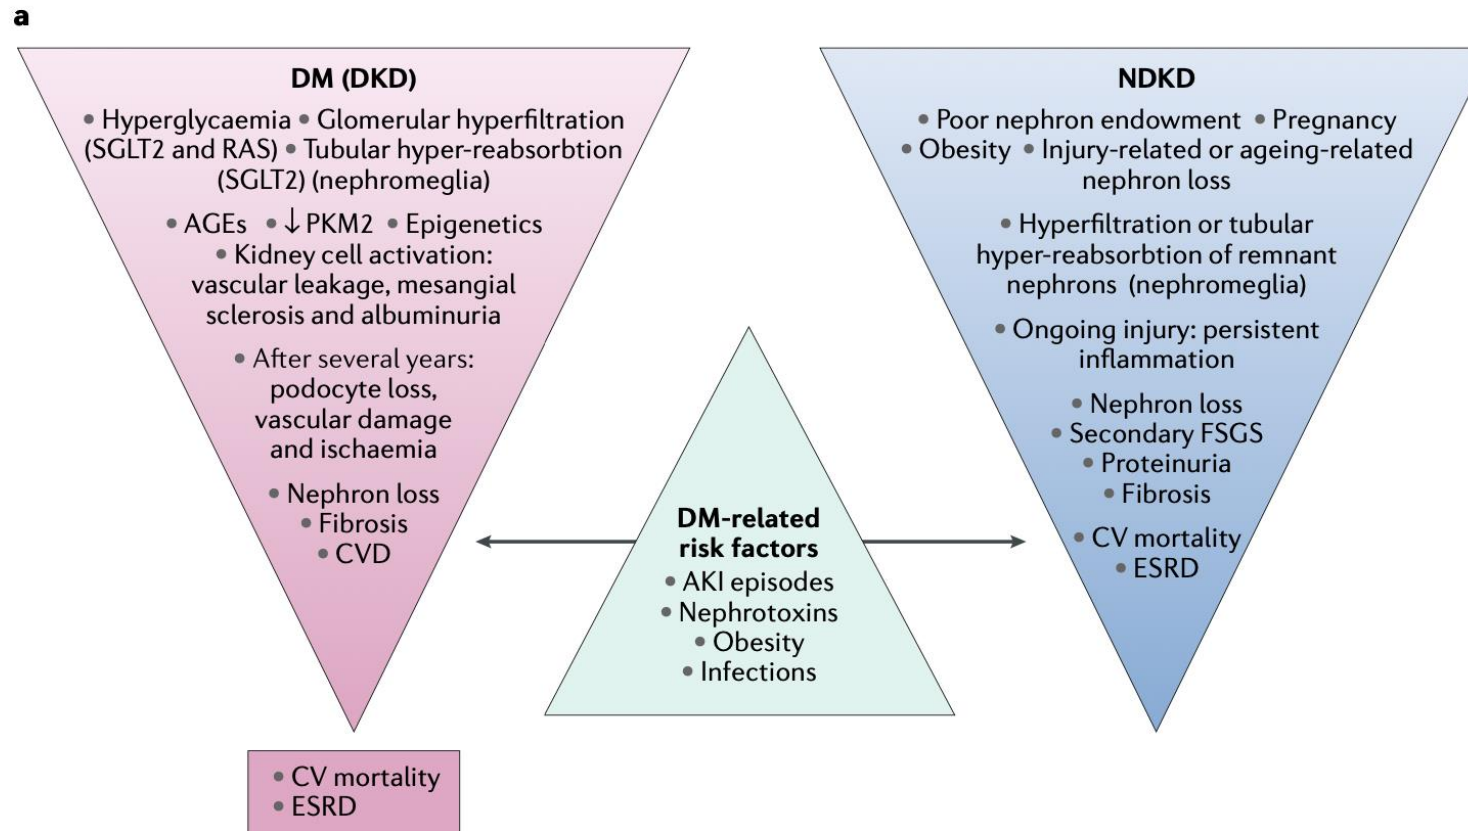 a
DM (DKD)
• Hyperglycaemia • Glomerular hyperfiltration
(SGLT2 and RAS) • Tubular hyper-reabsorbtion
(SGLT2) (nephromeglia)
• AGEs • ↓ PKM2 • Epigenetics
• Kidney cell activation:
vascular leakage, mesangial
sclerosis and albuminuria
• After several years:
podocyte loss,
vascular damage
and ischaemia
• Nephron loss
• Fibrosis
• CVD
• CV mortality
• ESRD
DM-related
risk factors
• AKI episodes
• Nephrotoxins
• Obesity
• Infections
NDKD
• Poor nephron endowment • Pregnancy
• Obesity • Injury-related or ageing-related
nephron loss
• Hyperfiltration or tubular
hyper-reabsorbtion of remnant
nephrons (nephromeglia)
• Ongoing injury: persistent
inflammation
• Nephron loss
• Secondary FSGS
• Proteinuria
• Fibrosis
• CV mortality
• ESRD